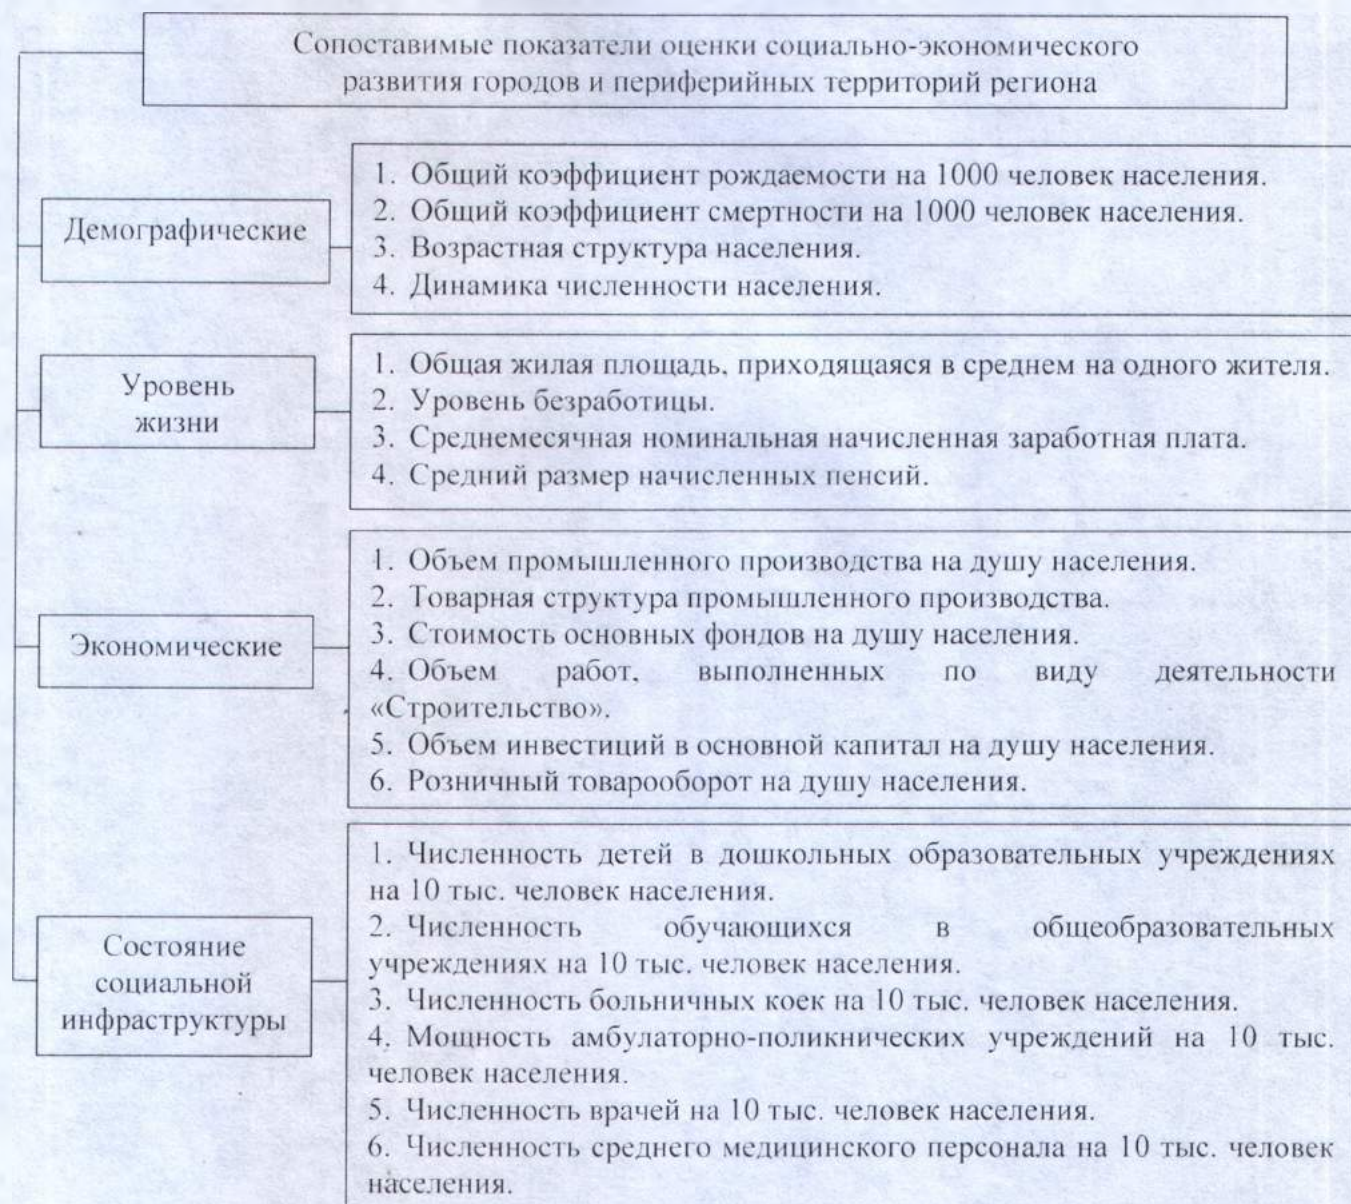 Сопоставимые показатели оценки социально-экономического
развития городов и периферийных территорий региона
Демографические
1. Общий коэффициент рождаемости на 1000 человек населения.
2. Общий коэффициент смертности на 1000 человек населения.
3. Возрастная структура населения.
4. Динамика численности населения.
Уровень
жизни
1. Общая жилая площадь, приходящаяся в среднем на одного жителя.
2. Уровень безработицы.
3. Среднемесячная номинальная начисленная заработная плата.
4. Средний размер начисленных пенсий.
Экономические
1. Объем промышленного производства на душу населения.
2. Товарная структура промышленного производства.
3. Стоимость основных фондов на душу населения.
4. Объем работ, выполненных по виду деятельности
«Строительство».
5. Объем инвестиций в основной капитал на душу населения.
6. Розничный товарооборот на душу населения.
Состояние
социальной
инфраструктуры
1. Численность детей в дошкольных образовательных учреждениях
на 10 тыс. человек населения.
2. Численность обучающихся в общеобразовательных
учреждениях на 10 тыс. человек населения.
3. Численность больничных коек на 10 тыс. человек населения.
4. Мощность амбулаторно-поликнических учреждений на 10 тыс.
человек населения.
5. Численность врачей на 10 тыс. человек населения.
6. Численность среднего медицинского персонала на 10 тыс. человек
населения.